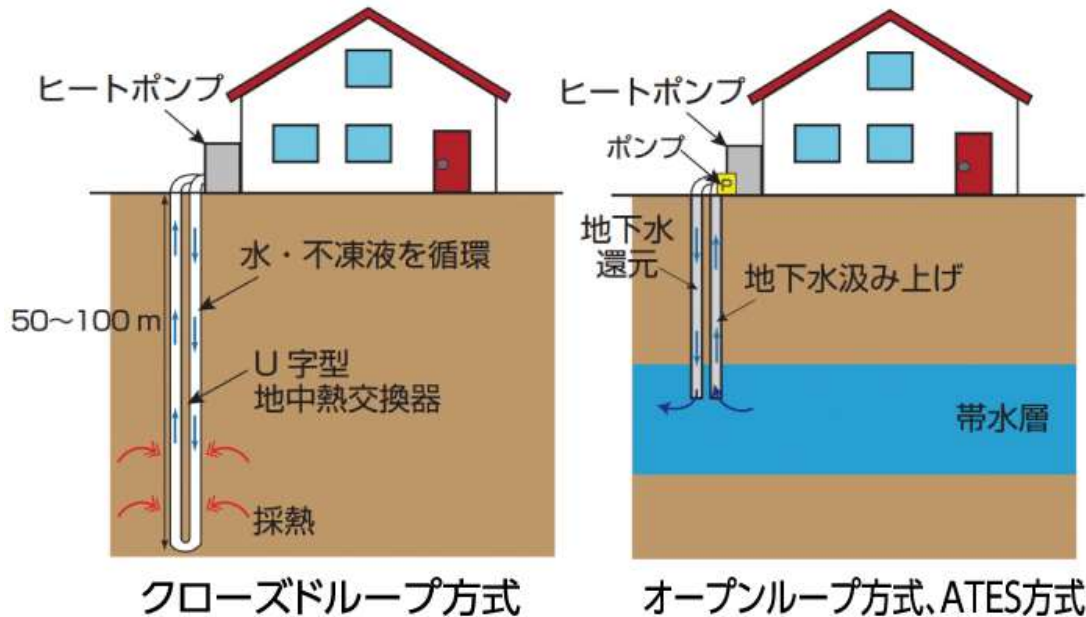 ヒートポンプ
水・不凍液を循環
50〜100 m
U 字型
地中熱交換器
採熱
クローズドループ方式
ヒートポンプ
ポンプ
P
地下水
還元
地下水汲み上げ
帯水層
オープンループ方式、ATES方式